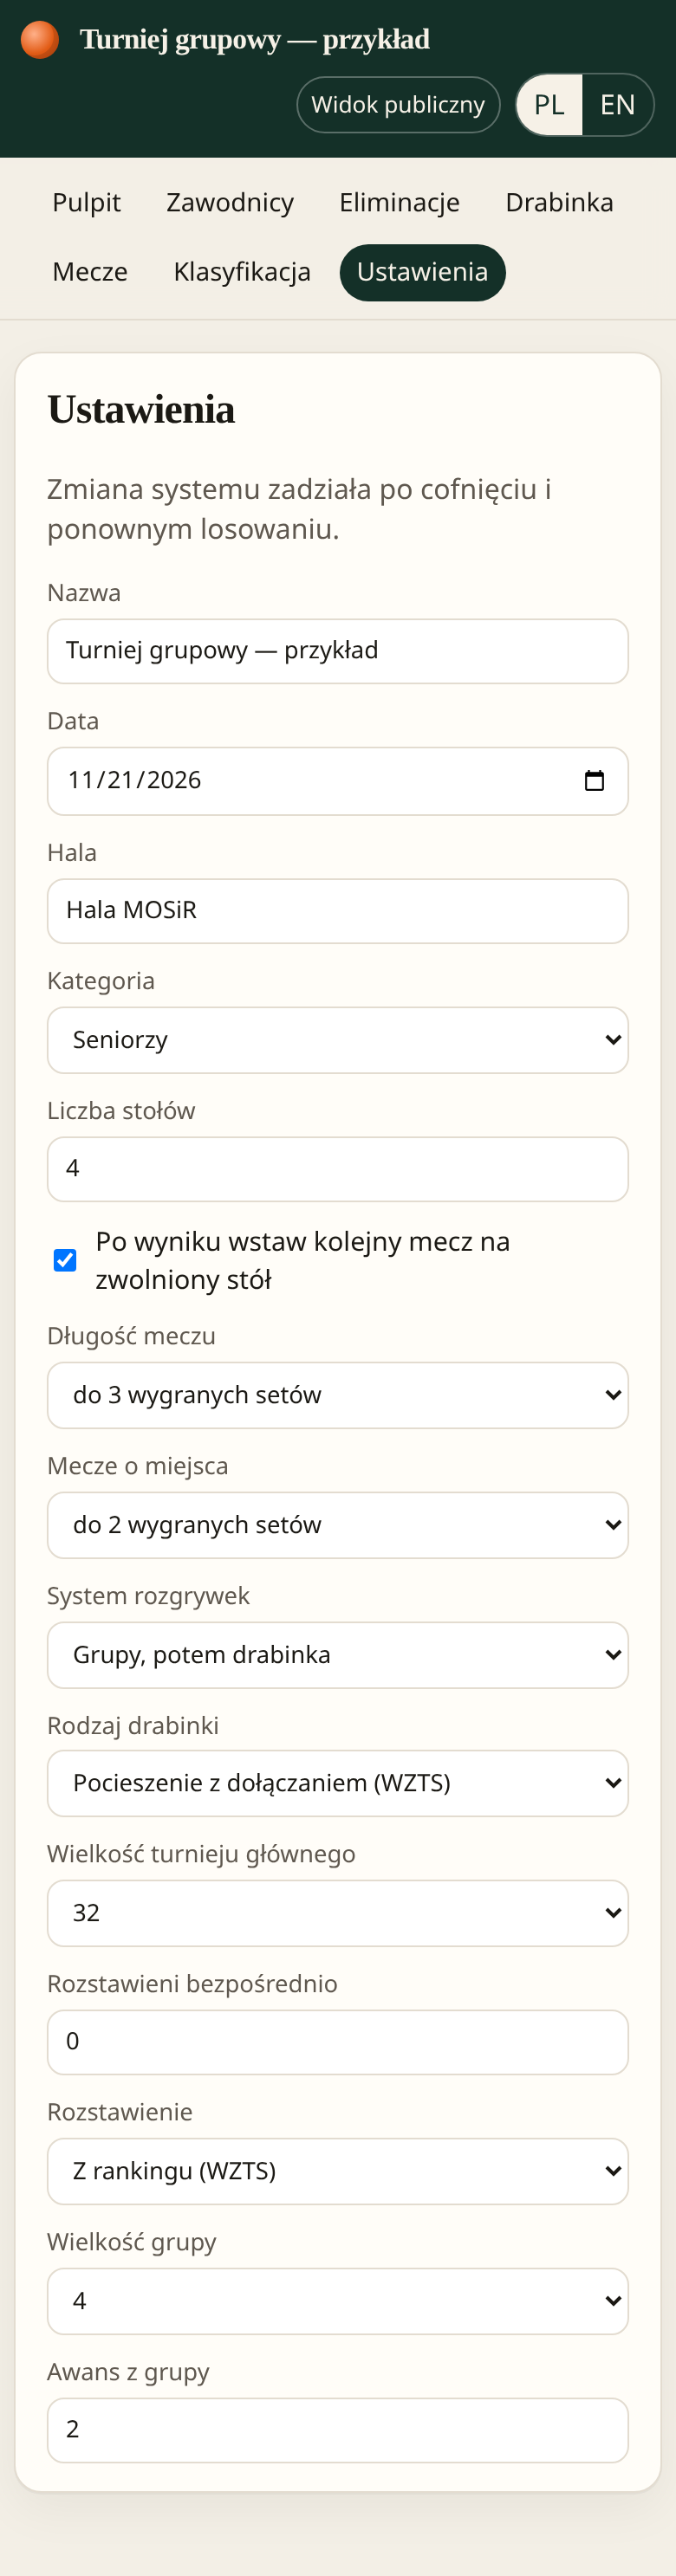 Turniej grupowy — przykład
Widok publiczny
PL
EN
Pulpit
Zawodnicy
Eliminacje
Drabinka
Mecze
Klasyfikacja
Ustawienia
Ustawienia
Zmiana systemu zadziała po cofnięciu i
ponownym losowaniu.
Nazwa
Turniej grupowy — przykład
Data
11/21/2026
Hala
Hala MOSiR
Kategoria
Seniorzy
Liczba stołów
4
Po wyniku wstaw kolejny mecz na
zwolniony stół
Długość meczu
do 3 wygranych setów
Mecze o miejsca
do 2 wygranych setów
System rozgrywek
Grupy, potem drabinka
Rodzaj drabinki
Pocieszenie z dołączaniem (WZTS)
Wielkość turnieju głównego
32
Rozstawieni bezpośrednio
0
Rozstawienie
Z rankingu (WZTS)
Wielkość grupy
4
Awans z grupy
2